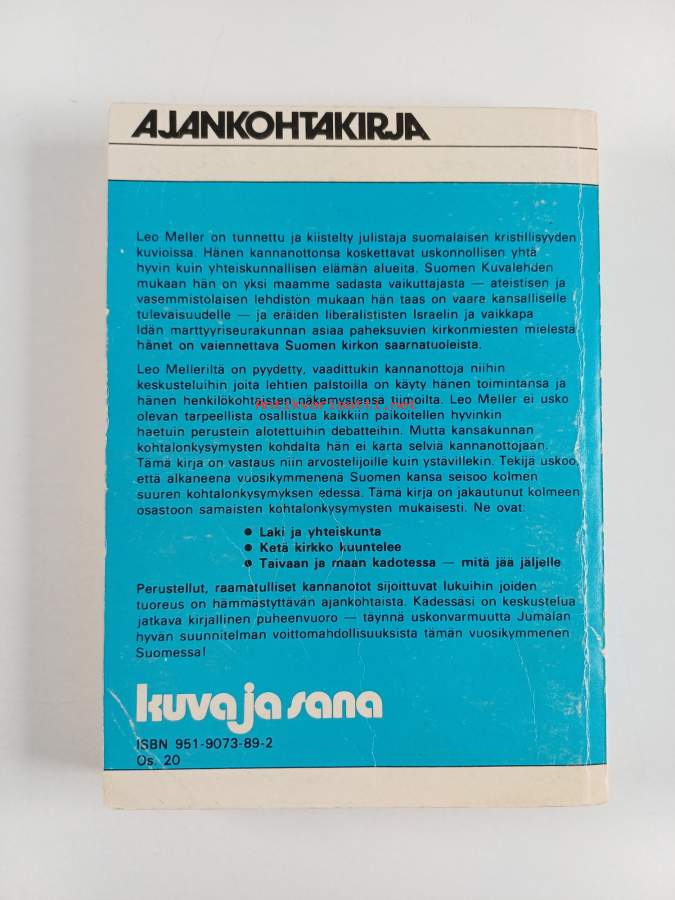 AJANKOHTAKIRJA
Leo Meller on tunnettu ja kiistelty julistaja suomalaisen kristillisyyden
kuvioissa. Hänen kannanottonsa koskettavat uskonnollisen yhtä
hyvin kuin yhteiskunnallisen elämän alueita. Suomen Kuvalehden
mukaan hän on yksi maamme sadasta vaikuttajasta — ateistisen ja
vasemmistolaisen lehdistön mukaan hän taas on vaara kansalliselle
tulevaisuudelle — ja eräiden liberalististen Israelin ja vaikkapa
Idän marttyyriseurakunnan asiaa paheksuvien kirkonmiesten mielestä
hänet on vaiennettava Suomen kirkon saarnatuoleista.
Leo Melleriltä on pyydetty, vaadittukin kannanottoja niihin
keskusteluihin joita lehtien palstoilla on käyty hänen toimintansa ja
hänen henkilökohtaisten näkemystensä tiimoilta. Leo Meller ei usko
antikvariaatti.net
olevan tarpeellista osallistua kaikkiin paikoitellen hyvinkin
haetuin perustein alotettuihin debatteihin. Mutta kansakunnan
kohtalonkysymysten kohdalta hän ei karta selviä kannanottojaan.
Tämä kirja on vastaus niin arvostelijoille kuin ystävillekin. Tekijä uskoo,
että alkaneena vuosikymmenenä Suomen kansa seisoo kolmen
suuren kohtalonkysymyksen edessä. Tämä kirja on jakautunut kolmeen
osastoon samaisten kohtalonkysymysten mukaisesti. Ne ovat:
● Laki ja yhteiskunta
● Ketä kirkko kuuntelee
● Taivaan ja maan kadotessa — mitä jää jäljelle
Perustellut, raamatulliset kannanotot sijoittuvat lukuihin joiden
tuoreus on hämmästyttävän ajankohtaista. Kädessäsi on keskustelua
jatkava kirjallinen puheenvuoro — täynnä uskonvarmuutta Jumalan
hyvän suunnitelman voittomahdollisuuksista tämän vuosikymmenen
Suomessa!
kuva ja sana
ISBN 951-9073-89-2
Os. 20